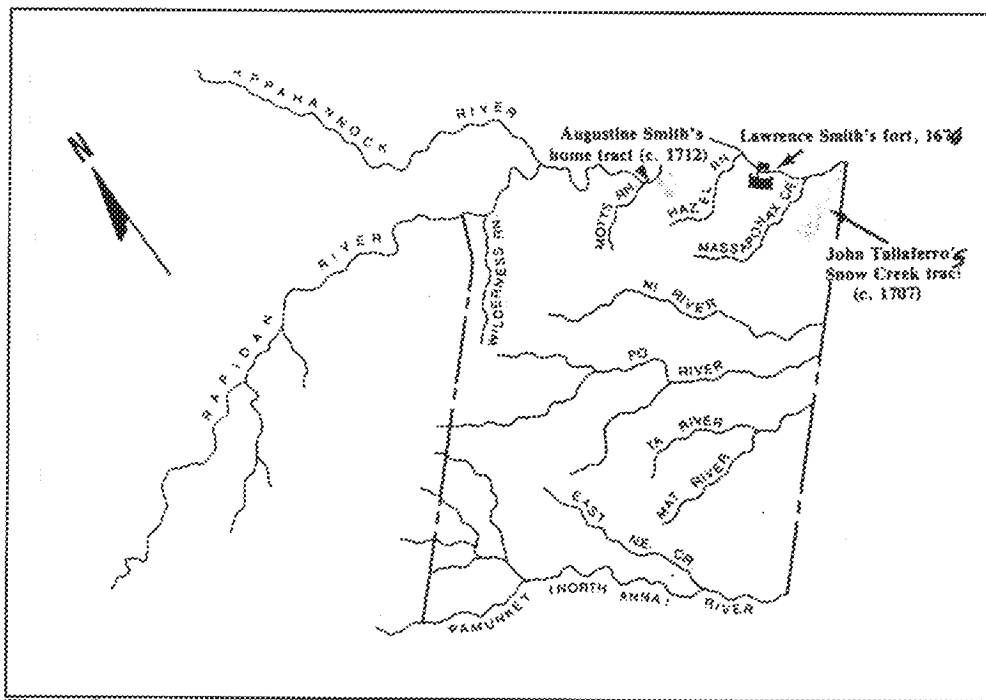 N
APPAHANNOCK
RIVER
Augustine Smith's
home tract (c. 1712)
Lawrence Smith's fort,
MOTTS RN
HAZEL RN
MASSAPONAX CR
John Taliaferro's
Snow Creek tract
(c. 1707)
RAPIDAN
RIVER
WILDERNESS RN
NI RIVER
PO
RIVER
TA RIVER
MAT RIVER
EAST
N.E. CR
PAMUNKEY
(NORTH ANNA)
RIVER